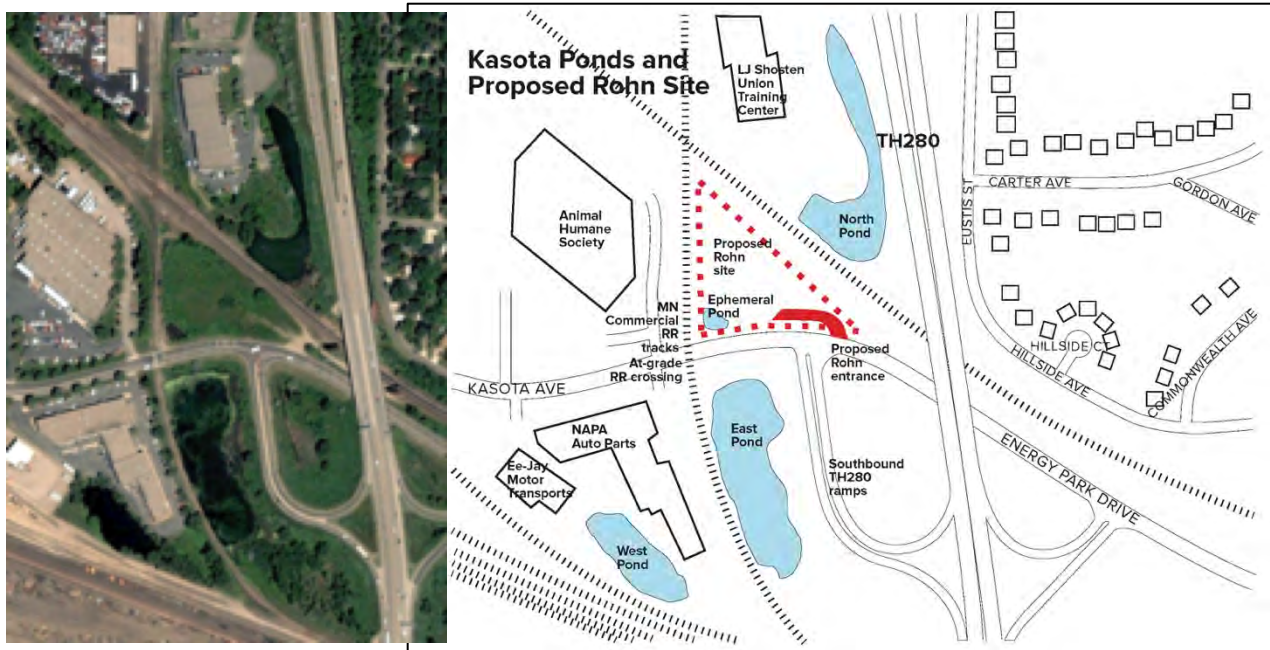 Kasota Ponds and
Proposed Rohn Site
LJ Shosten
Union
Training
Center
TH280
Animal
Humane
Society
North
Pond
EUSTIS ST
CARTER AVE
GORDON AVE
Proposed
Rohn
site
Ephemeral
Pond
MN
Commercial
RR
tracks
At-grade
RR crossing
Proposed
Rohn
entrance
HILLSIDE CT
HILLSIDE AVE
COMMONWEALTH AVE
KASOTA AVE
NAPA
Auto Parts
East
Pond
Ee-Jay
Motor
Transports
Southbound
TH280
ramps
ENERGY PARK DRIVE
West
Pond